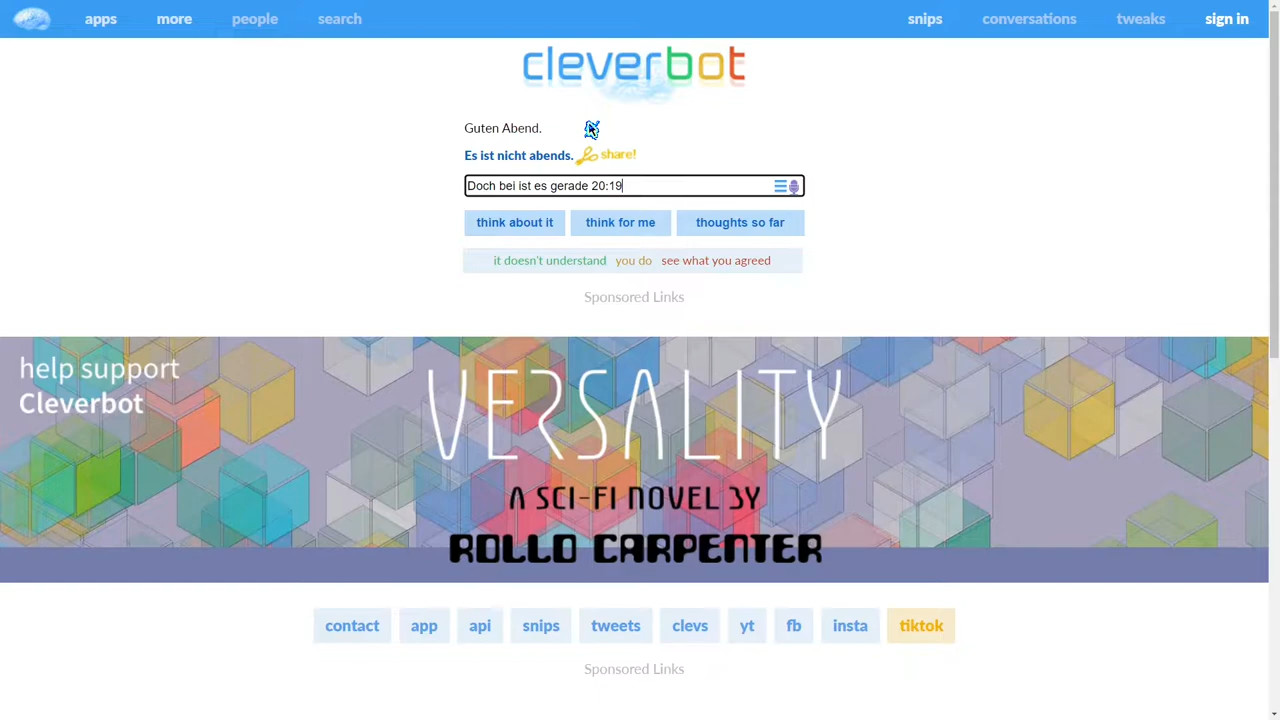 apps more people search snips conversations tweaks sign in
cleverbot
Guten Abend.
Es ist nicht abends. share!
Doch bei ist es gerade 20:19
think about it think for me thoughts so far
it doesn't understand you do see what you agreed
Sponsored Links
help support
Cleverbot
VERSALITY
A SCI-FI NOVEL BY
ROLLO CARPENTER
contact app api snips tweets clevs yt fb insta tiktok
Sponsored Links